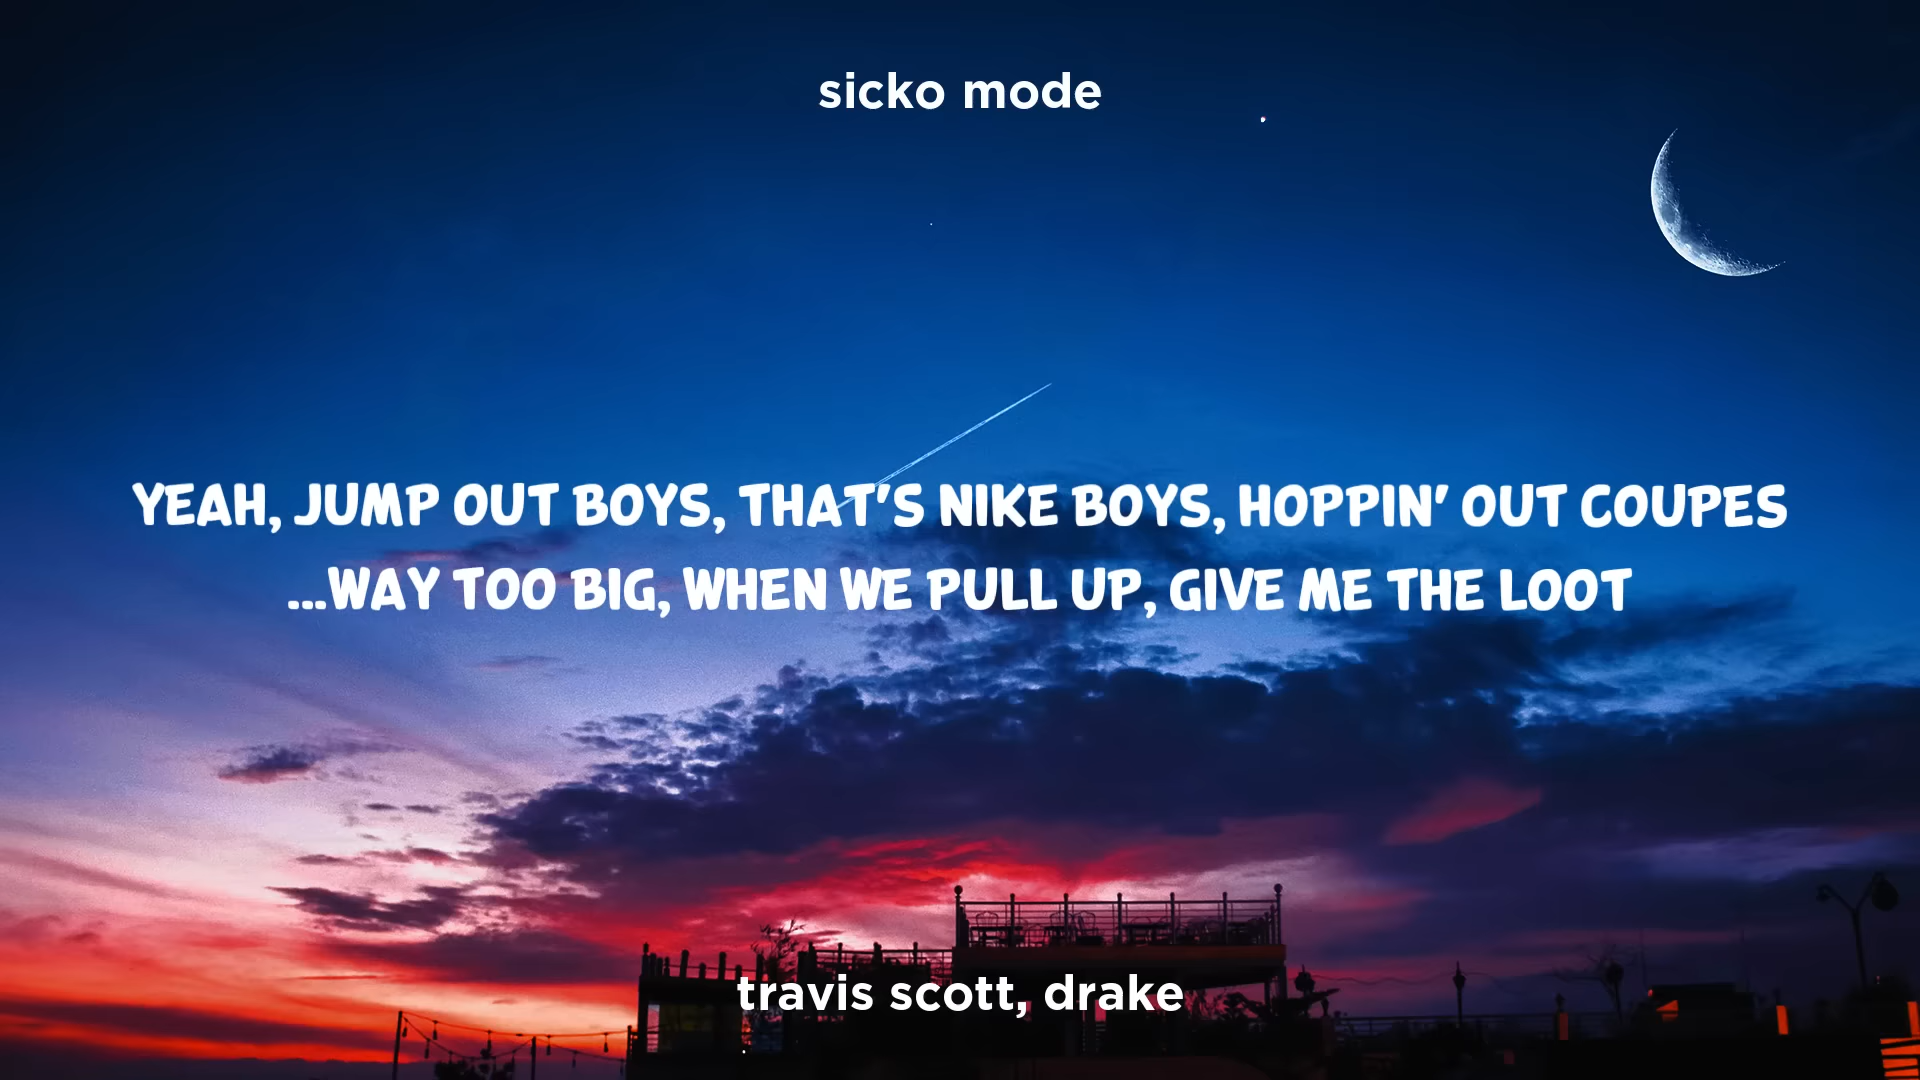 sicko mode
YEAH, JUMP OUT BOYS, THAT'S NIKE BOYS, HOPPIN' OUT COUPES
...WAY TOO BIG, WHEN WE PULL UP, GIVE ME THE LOOT
travis scott, drake